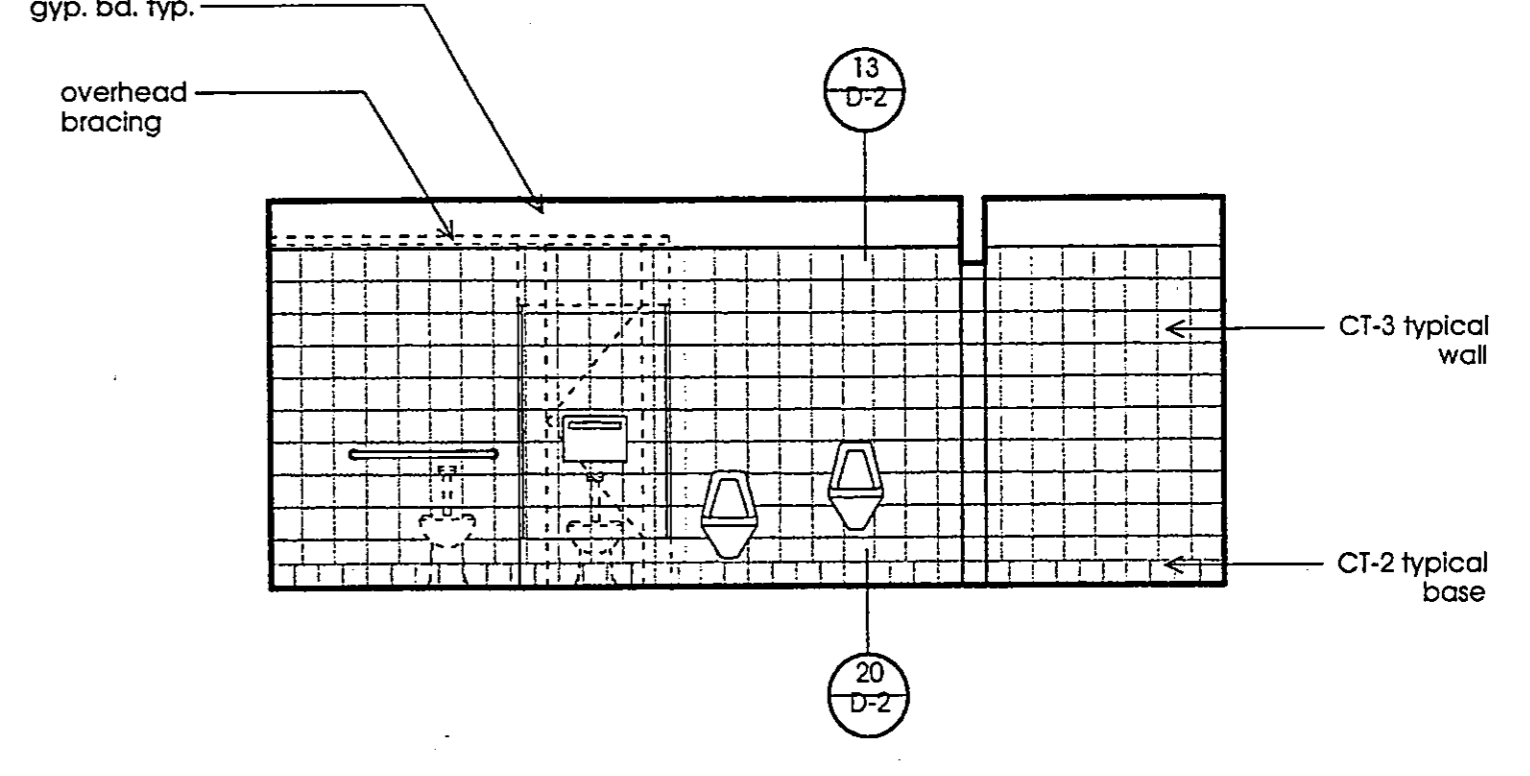 gyp. bd. typ.
overhead
bracing
13
D-2
CT-3 typical
wall
CT-2 typical
base
20
D-2